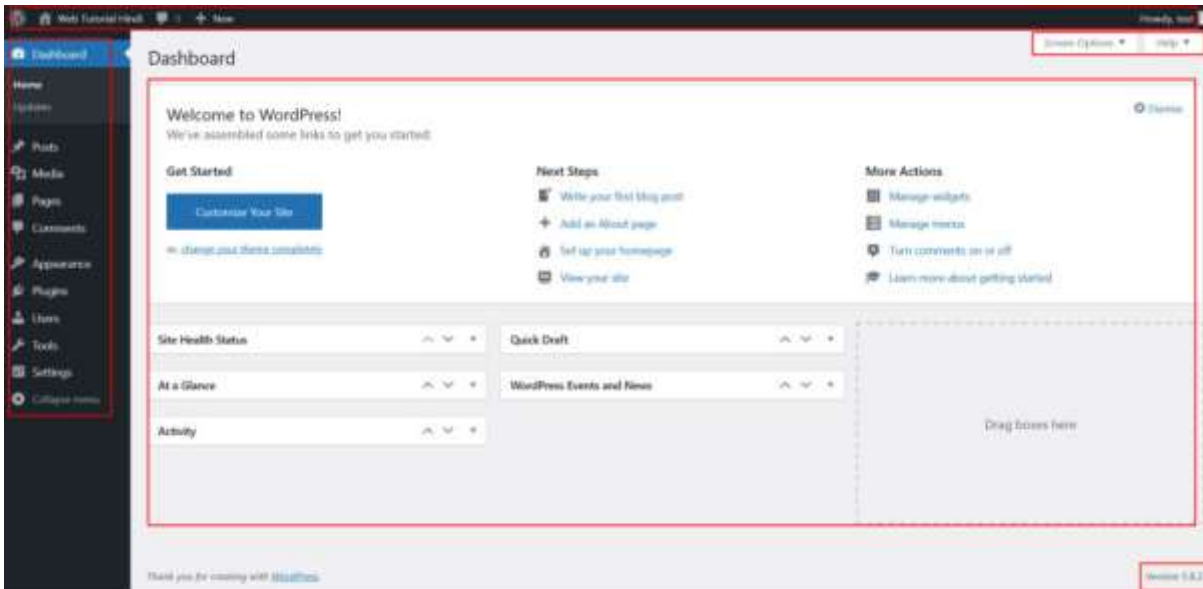 Web Tutorial Hindi + New Howdy, test
Screen Options ▼ Help ▼
Dashboard
Home
Updates
Posts
Media
Pages
Comments
Appearance
Plugins
Users
Tools
Settings
Collapse menu
Dashboard
Welcome to WordPress!
We've assembled some links to get you started:
Dismiss
Get Started
Customize Your Site
or, change your theme completely
Next Steps
Write your first blog post
Add an About page
Set up your homepage
View your site
More Actions
Manage widgets
Manage menus
Turn comments on or off
Learn more about getting started
Site Health Status
At a Glance
Activity
Quick Draft
WordPress Events and News
Drag boxes here
Thank you for creating with WordPress.
Version 5.8.2